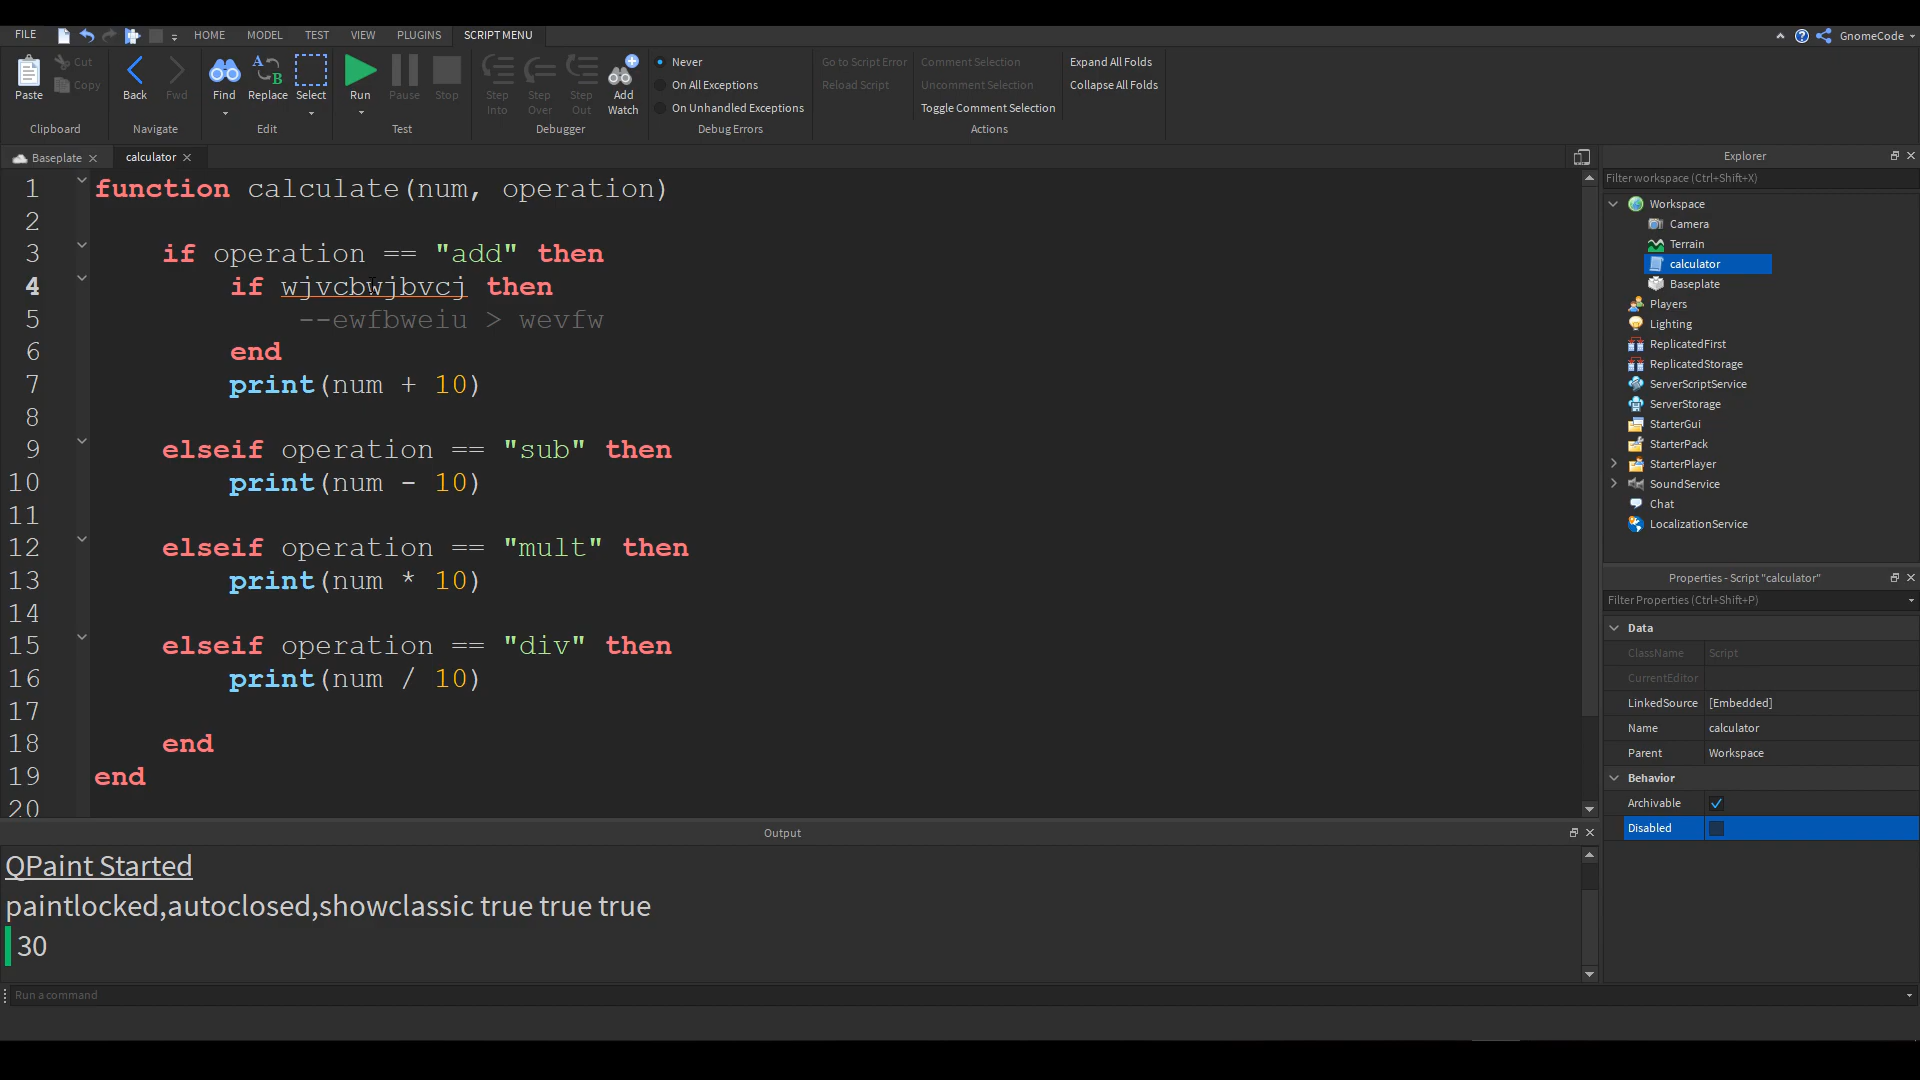 FILE HOME MODEL TEST VIEW PLUGINS SCRIPT MENU GnomeCode
Paste Cut Copy Back Fwd Find Replace Select Run Pause Stop Step Into Step Over Step Out Add Watch
Never
On All Exceptions
On Unhandled Exceptions
Go to Script Error
Reload Script
Comment Selection
Uncomment Selection
Toggle Comment Selection
Expand All Folds
Collapse All Folds
Clipboard Navigate Edit Test Debugger Debug Errors Actions
Baseplate calculator
1 function calculate(num, operation)
2
3 if operation == "add" then
4 if wjvcbwjbvcj then
5 --ewfbweiu > wevfw
6 end
7 print(num + 10)
8
9 elseif operation == "sub" then
10 print(num - 10)
11
12 elseif operation == "mult" then
13 print(num * 10)
14
15 elseif operation == "div" then
16 print(num / 10)
17
18 end
19 end
20
Output
QPaint Started
paintlocked,autoclosed,showclassic true true true
30
Run a command
Explorer
Filter workspace (Ctrl+Shift+X)
Workspace
Camera
Terrain
calculator
Baseplate
Players
Lighting
ReplicatedFirst
ReplicatedStorage
ServerScriptService
ServerStorage
StarterGui
StarterPack
StarterPlayer
SoundService
Chat
LocalizationService
Properties - Script "calculator"
Filter Properties (Ctrl+Shift+P)
Data
ClassName Script
CurrentEditor
LinkedSource [Embedded]
Name calculator
Parent Workspace
Behavior
Archivable
Disabled